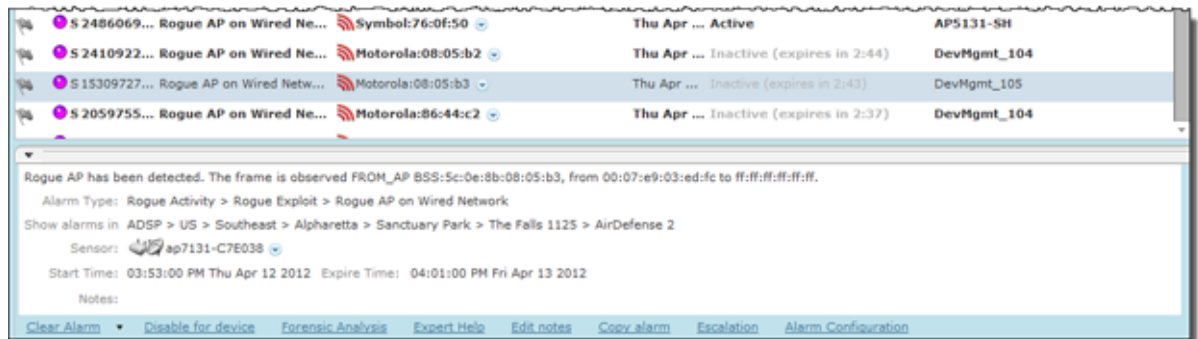 S 2486069... Rogue AP on Wired Ne... Symbol:76:0f:50 Thu Apr ... Active AP5131-SH
S 2410922... Rogue AP on Wired Ne... Motorola:08:05:b2 Thu Apr ... Inactive (expires in 2:44) DevMgmt_104
S 15309727... Rogue AP on Wired Netw... Motorola:08:05:b3 Thu Apr ... Inactive (expires in 2:43) DevMgmt_105
S 2059755... Rogue AP on Wired Ne... Motorola:86:44:c2 Thu Apr ... Inactive (expires in 2:37) DevMgmt_104
Rogue AP has been detected. The frame is observed FROM_AP BSS:5c:0e:8b:08:05:b3, from 00:07:e9:03:ed:fc to ff:ff:ff:ff:ff:ff.
Alarm Type: Rogue Activity > Rogue Exploit > Rogue AP on Wired Network
Show alarms in ADSP > US > Southeast > Alpharetta > Sanctuary Park > The Falls 1125 > AirDefense 2
Sensor: ap7131-C7E038
Start Time: 03:53:00 PM Thu Apr 12 2012 Expire Time: 04:01:00 PM Fri Apr 13 2012
Notes:
Clear Alarm Disable for device Forensic Analysis Expert Help Edit notes Copy alarm Escalation Alarm Configuration